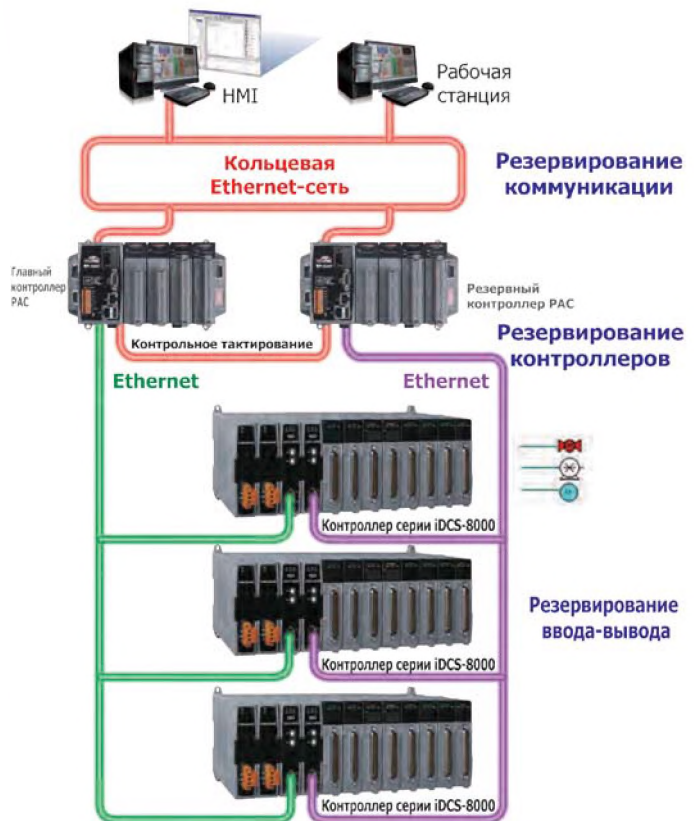 HMI
Рабочая
станция
Кольцевая
Ethernet-сеть
Резервирование
коммуникации
Главный
контроллер
PAC
Резервный
контроллер PAC
Контрольное тактирование
Резервирование
контроллеров
Ethernet
Ethernet
Контроллер серии iDCS-8000
Контроллер серии iDCS-8000
Резервирование
ввода-вывода
Контроллер серии iDCS-8000